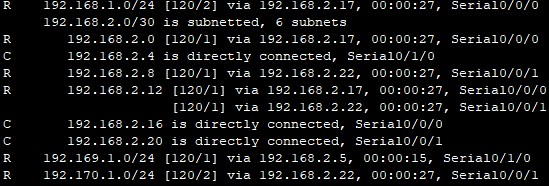 R    192.168.1.0/24 [120/2] via 192.168.2.17, 00:00:27, Serial0/0/0
     192.168.2.0/30 is subnetted, 6 subnets
R       192.168.2.0 [120/1] via 192.168.2.17, 00:00:27, Serial0/0/0
C       192.168.2.4 is directly connected, Serial0/1/0
R       192.168.2.8 [120/1] via 192.168.2.22, 00:00:27, Serial0/0/1
R       192.168.2.12 [120/1] via 192.168.2.17, 00:00:27, Serial0/0/0
                     [120/1] via 192.168.2.22, 00:00:27, Serial0/0/1
C       192.168.2.16 is directly connected, Serial0/0/0
C       192.168.2.20 is directly connected, Serial0/0/1
R    192.169.1.0/24 [120/1] via 192.168.2.5, 00:00:15, Serial0/1/0
R    192.170.1.0/24 [120/2] via 192.168.2.22, 00:00:27, Serial0/0/1